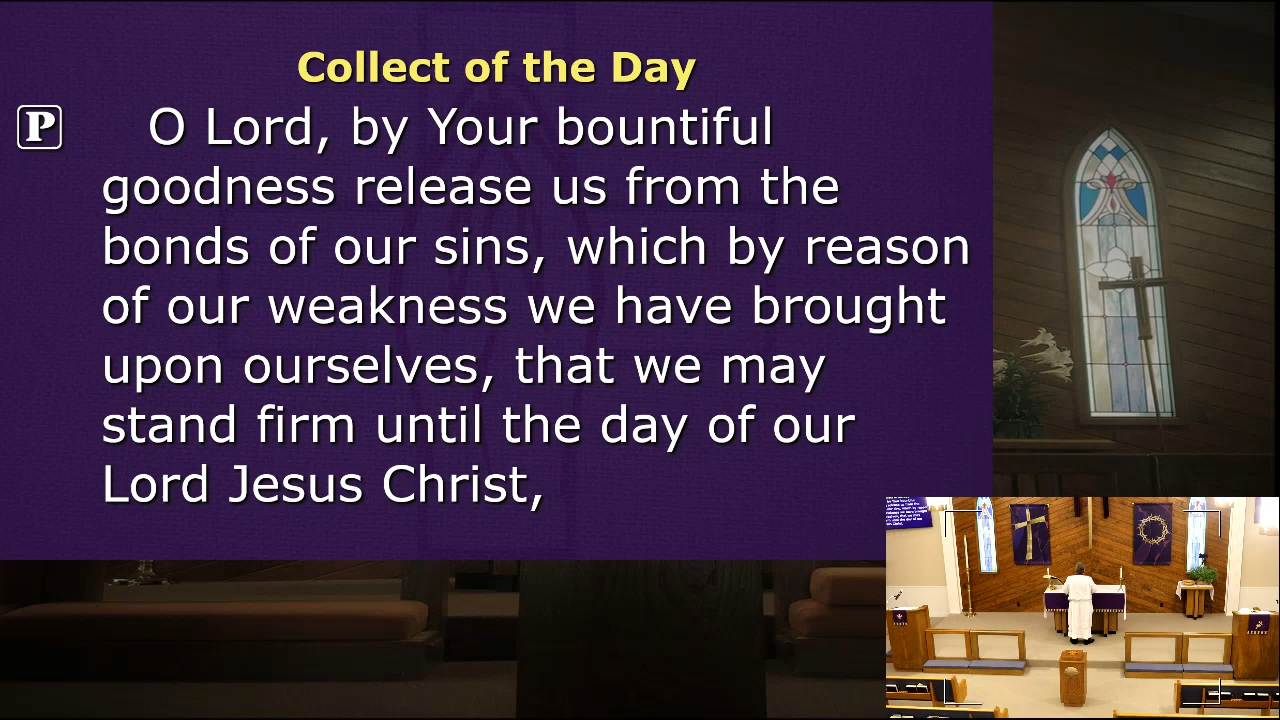 Collect of the Day
P O Lord, by Your bountiful
goodness release us from the
bonds of our sins, which by reason
of our weakness we have brought
upon ourselves, that we may
stand firm until the day of our
Lord Jesus Christ,